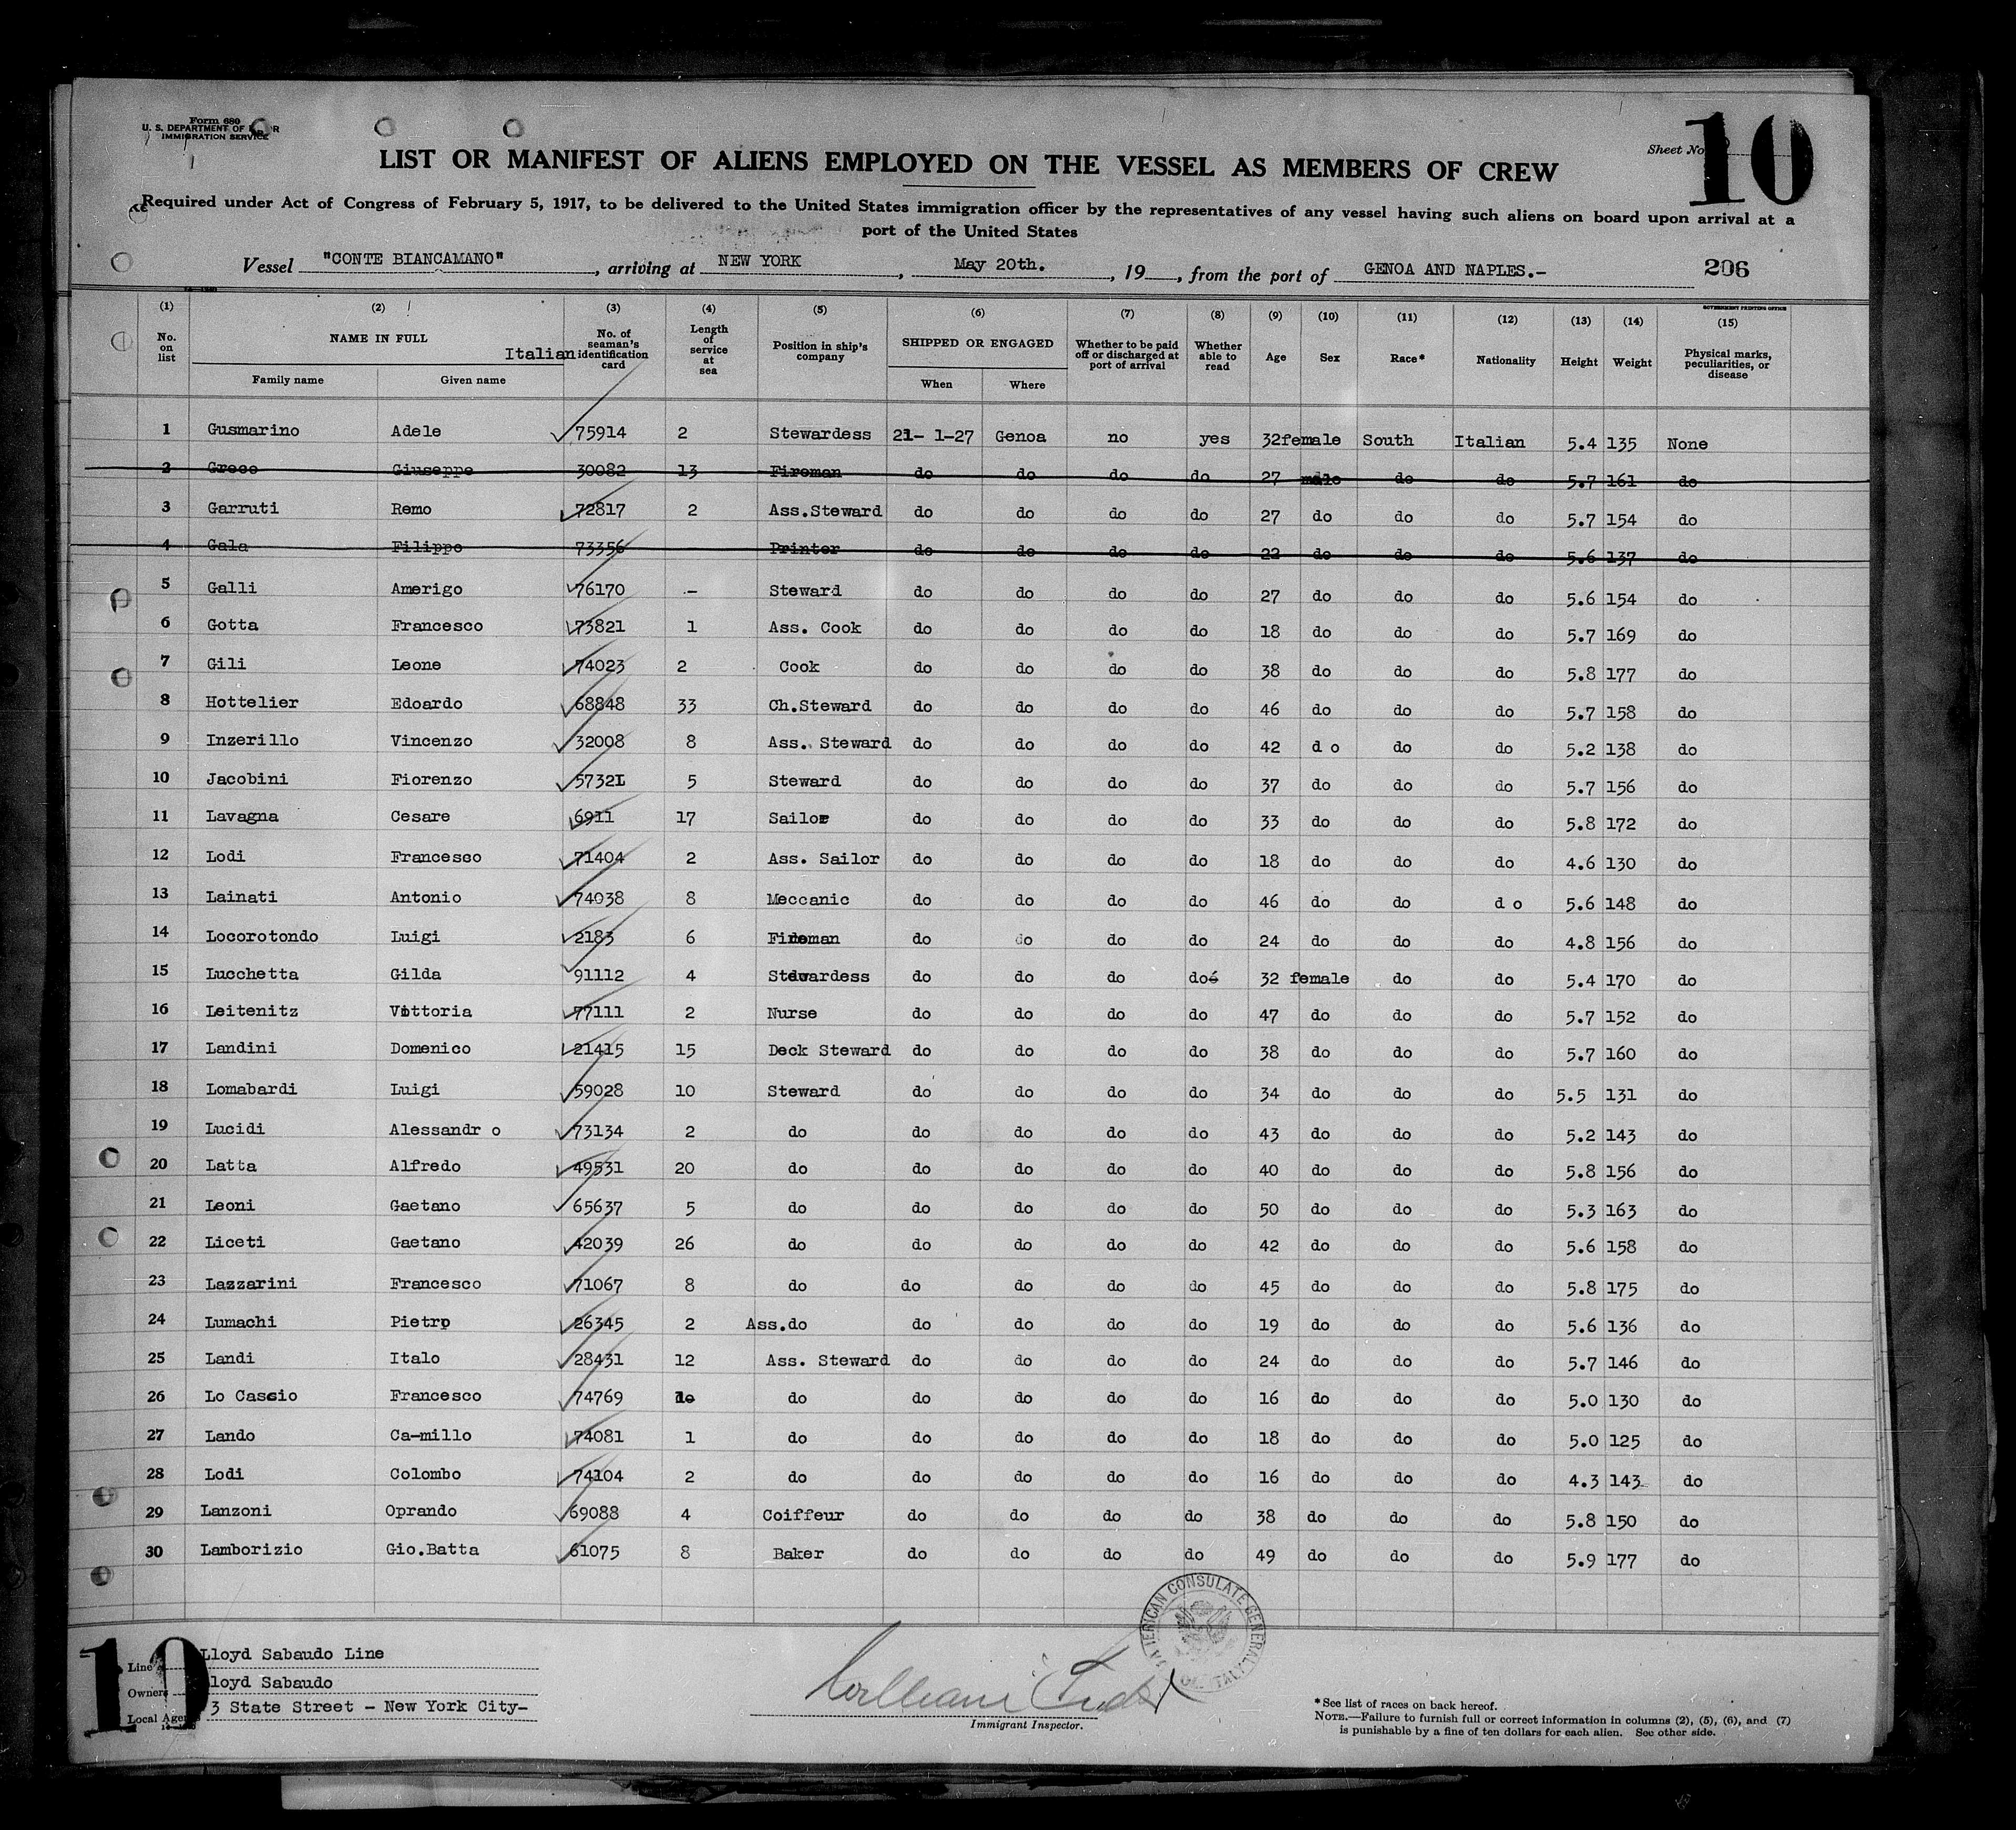 Form 680
U. S. DEPARTMENT OF
IMMIGRATION SERVICE
Sheet No.
10
LIST OR MANIFEST OF ALIENS EMPLOYED ON THE VESSEL AS MEMBERS OF CREW
Required under Act of Congress of February 5, 1917, to be delivered to the United States immigration officer by the representatives of any vessel having such aliens on board upon arrival at a
port of the United States
Vessel "CONTE BIANCAMANO", arriving at NEW YORK, May 20th., 19, from the port of GENOA AND NAPLES.- 206
GOVERNMENT PRINTING OFFICE
(1) (2) (3) (4) (5) (6) (7) (8) (9) (10) (11) (12) (13) (14) (15)
No. on list NAME IN FULL Family name Given name Italian No. of seaman's identification card Length of service at sea Position in ship's company SHIPPED OR ENGAGED When Where Whether to be paid off or discharged at port of arrival Whether able to read Age Sex Race* Nationality Height Weight Physical marks, peculiarities, or disease
1 Gusmarino Adele 75914 2 Stewardess 21- 1-27 Genoa no yes 32 female South Italian 5.4 135 None
2 Greco Giuseppe 30082 13 Fireman do do do do 27 male do do 5.7 161 do
3 Garruti Remo 72817 2 Ass.Steward do do do do 27 do do do 5.7 154 do
4 Gala Filippo 73356 Printer do do do do 22 do do do 5.6 137 do
5 Galli Amerigo 76170 - Steward do do do do 27 do do do 5.6 154 do
6 Gotta Francesco 73821 1 Ass. Cook do do do do 18 do do do 5.7 169 do
7 Gili Leone 74023 2 Cook do do do do 38 do do do 5.8 177 do
8 Hottelier Edoardo 68848 33 Ch.Steward do do do do 46 do do do 5.7 158 do
9 Inzerillo Vincenzo 32008 8 Ass. Steward do do do do 42 d o do do 5.2 138 do
10 Jacobini Fiorenzo 57321 5 Steward do do do do 37 do do do 5.7 156 do
11 Lavagna Cesare 6911 17 Sailor do do do do 33 do do do 5.8 172 do
12 Lodi Francesco 71404 2 Ass. Sailor do do do do 18 do do do 4.6 130 do
13 Lainati Antonio 74038 8 Meccanic do do do do 46 do do d o 5.6 148 do
14 Locorotondo Luigi 2183 6 Fireman do do do do 24 do do do 4.8 156 do
15 Lucchetta Gilda 91112 4 Stewardess do do do do 32 female do do 5.4 170 do
16 Leitenitz Vittoria 77111 2 Nurse do do do do 47 do do do 5.7 152 do
17 Landini Domenico 21415 15 Deck Steward do do do do 38 do do do 5.7 160 do
18 Lomabardi Luigi 59028 10 Steward do do do do 34 do do do 5.5 131 do
19 Lucidi Alessandr o 73134 2 do do do do do 43 do do do 5.2 143 do
20 Latta Alfredo 49531 20 do do do do do 40 do do do 5.8 156 do
21 Leoni Gaetano 65637 5 do do do do do 50 do do do 5.3 163 do
22 Liceti Gaetano 42039 26 do do do do do 42 do do do 5.6 158 do
23 Lazzarini Francesco 71067 8 do do do do do 45 do do do 5.8 175 do
24 Lumachi Pietro 26345 2 Ass.do do do do do 19 do do do 5.6 136 do
25 Landi Italo 28431 12 Ass. Steward do do do do 24 do do do 5.7 146 do
26 Lo Cascio Francesco 74769 do do do do do 16 do do do 5.0 130 do
27 Lando Ca-millo 74081 1 do do do do do 18 do do do 5.0 125 do
28 Lodi Colombo 74104 2 do do do do do 16 do do do 4.3 143 do
29 Lanzoni Oprando 69088 4 Coiffeur do do do do 38 do do do 5.8 150 do
30 Lamborizio Gio.Batta 61075 8 Baker do do do do 49 do do do 5.9 177 do
10
Line Lloyd Sabaudo Line
Owners Lloyd Sabaudo
Local Agents 3 State Street - New York City-
AMERICAN CONSULATE GENERAL
ITALY
Immigrant Inspector.
*See list of races on back hereof.
NOTE.—Failure to furnish full or correct information in columns (2), (5), (6), and (7)
is punishable by a fine of ten dollars for each alien. See other side.